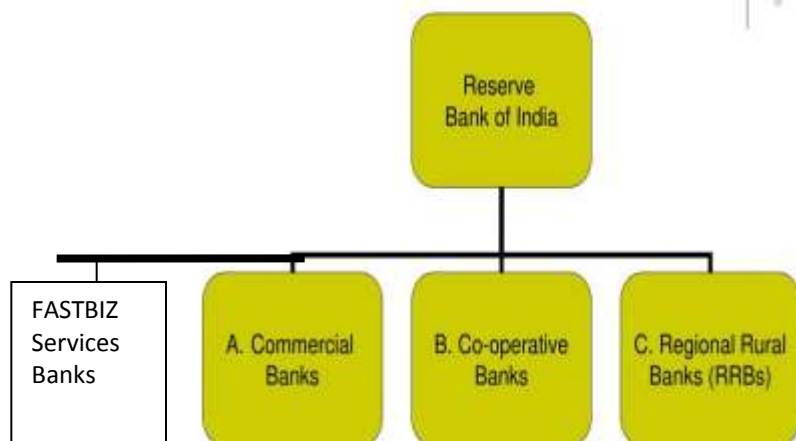 Reserve
Bank of India
FASTBIZ
Services
Banks
A. Commercial
Banks
B. Co-operative
Banks
C. Regional Rural
Banks (RRBs)